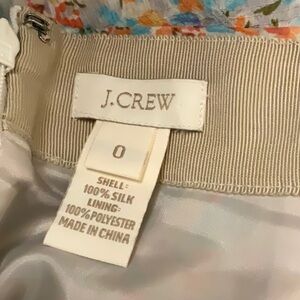 J.CREW
0
SHELL:
100% SILK
LINING:
100% POLYESTER
MADE IN CHINA